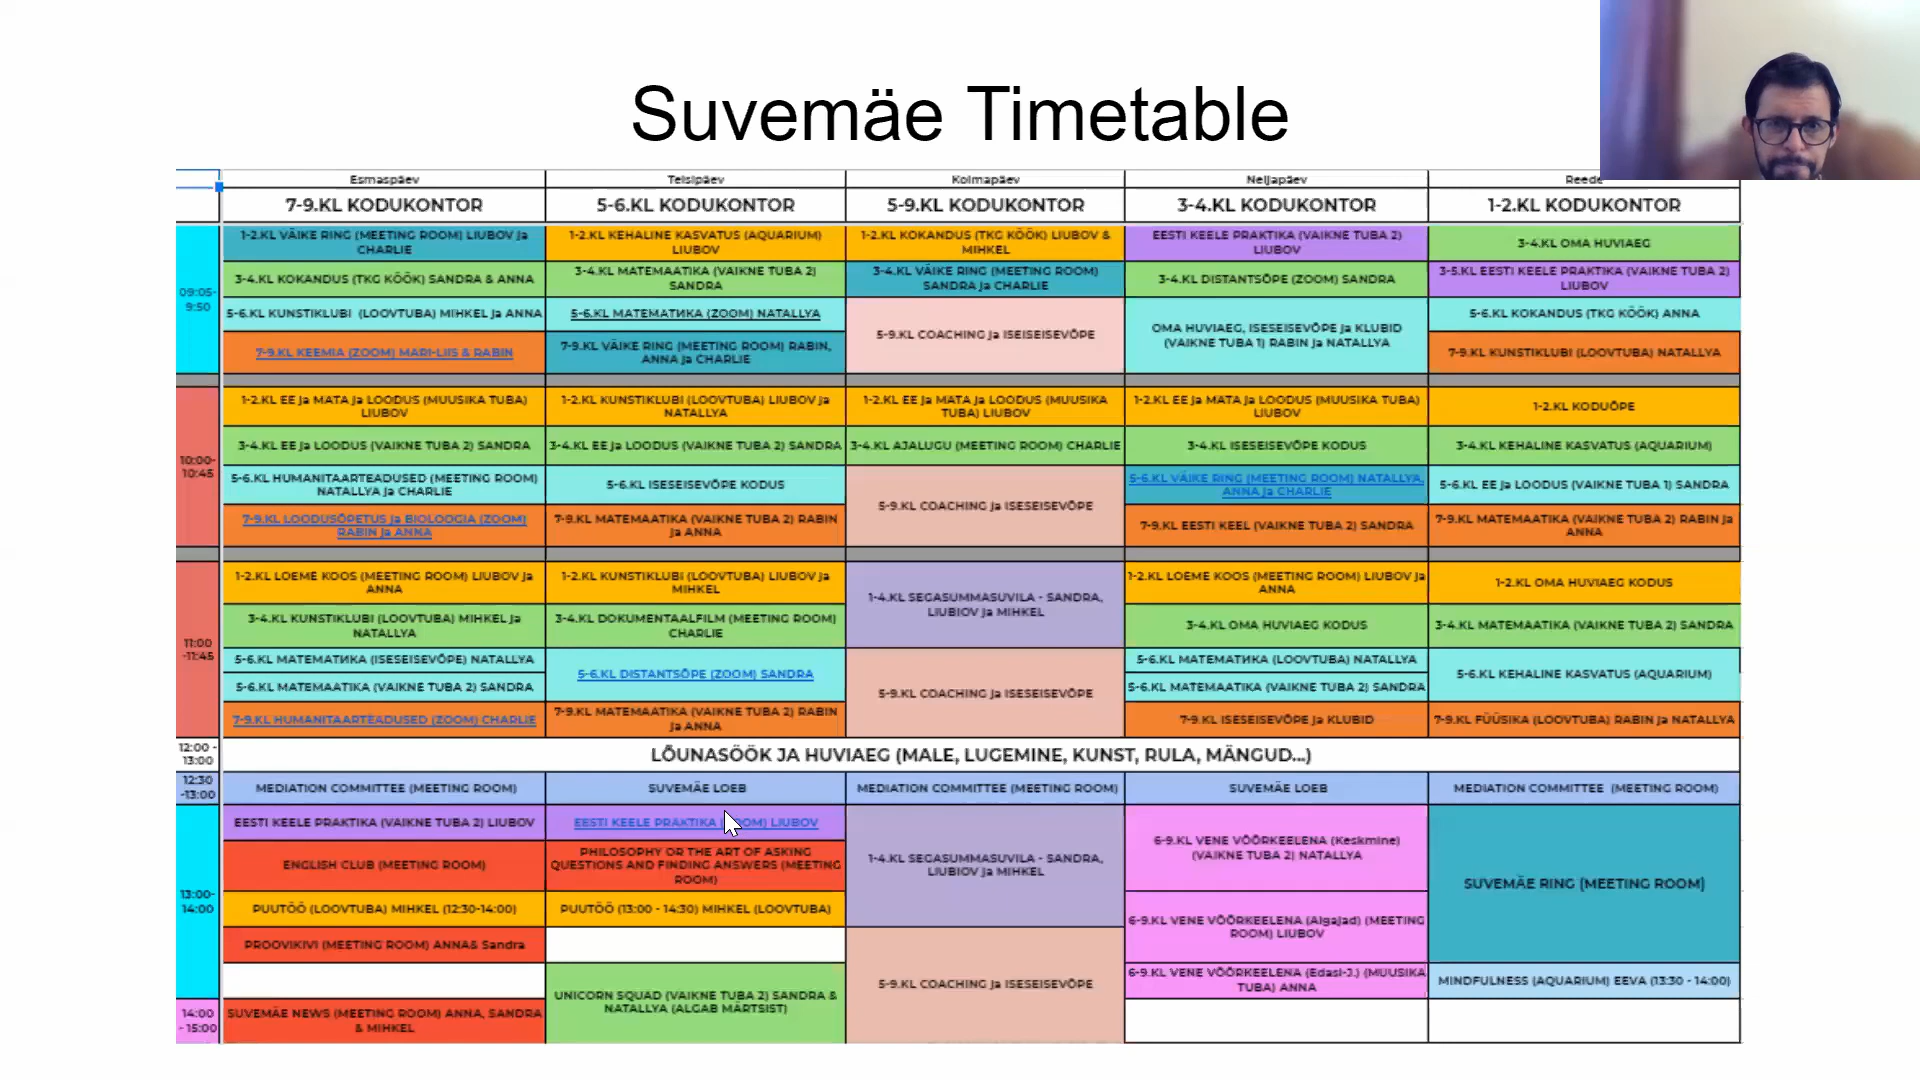 Suvemäe Timetable
Esmaspäev
Teisipäev
Kolmapäev
Neljapäev
Reede
7-9.KL KODUKONTOR
5-6.KL KODUKONTOR
5-9.KL KODUKONTOR
3-4.KL KODUKONTOR
1-2.KL KODUKONTOR
09:05-
9:50
1-2.KL VÄIKE RING (MEETING ROOM) LIUBOV ja
CHARLIE
1-2.KL KEHALINE KASVATUS (AQUARIUM)
LIUBOV
1-2.KL KOKANDUS (TKG KÖÖK) LIUBOV &
MIHKEL
EESTI KEELE PRAKTIKA (VAIKNE TUBA 2)
LIUBOV
3-4.KL OMA HUVIAEG
3-4.KL KOKANDUS (TKG KÖÖK) SANDRA & ANNA
3-4.KL MATEMAATIKA (VAIKNE TUBA 2)
SANDRA
3-4.KL VÄIKE RING (MEETING ROOM)
SANDRA ja CHARLIE
3-4.KL DISTANTSÕPE (ZOOM) SANDRA
3-5.KL EESTI KEELE PRAKTIKA (VAIKNE TUBA 2)
LIUBOV
5-6.KL KUNSTIKLUBI (LOOVTUBA) MIHKEL ja ANNA
5-6.KL MATEMATИKA (ZOOM) NATALLYA
5-9.KL COACHING ja ISEISEISEVÕPE
OMA HUVIAEG, ISESEISEVÕPE ja KLUBID
(VAIKNE TUBA 1) RABIN ja NATALLYA
5-6.KL KOKANDUS (TKG KÖÖK) ANNA
7-9.KL KEEMIA (ZOOM) MARI-LIIS & RABIN
7-9.KL VÄIKE RING (MEETING ROOM) RABIN,
ANNA ja CHARLIE
7-9.KL KUNSTIKLUBI (LOOVTUBA) NATALLYA
10:00-
10:45
1-2.KL EE ja MATA ja LOODUS (MUUSIKA TUBA)
LIUBOV
1-2.KL KUNSTIKLUBI (LOOVTUBA) LIUBOV ja
NATALLYA
1-2.KL EE ja MATA ja LOODUS (MUUSIKA
TUBA) LIUBOV
1-2.KL EE ja MATA ja LOODUS (MUUSIKA TUBA)
LIUBOV
1-2.KL KODUÕPE
3-4.KL EE ja LOODUS (VAIKNE TUBA 2) SANDRA
3-4.KL EE ja LOODUS (VAIKNE TUBA 2) SANDRA
3-4.KL AJALUGU (MEETING ROOM) CHARLIE
3-4.KL ISESEISEVÕPE KODUS
3-4.KL KEHALINE KASVATUS (AQUARIUM)
5-6.KL HUMANITAARTEADUSED (MEETING ROOM)
NATALLYA ja CHARLIE
5-6.KL ISESEISEVÕPE KODUS
5-9.KL COACHING ja ISEISEVÕPE
5-6.KL VÄIKE RING (MEETING ROOM) NATALLYA,
ANNA ja CHARLIE
5-6.KL EE ja LOODUS (VAIKNE TUBA 1) SANDRA
7-9.KL LOODUSÕPETUS ja BIOLOOGIA (ZOOM)
RABIN ja ANNA
7-9.KL MATEMAATIKA (VAIKNE TUBA 2) RABIN
ja ANNA
7-9.KL EESTI KEEL (VAIKNE TUBA 2) SANDRA
7-9.KL MATEMAATIKA (VAIKNE TUBA 2) RABIN ja
ANNA
11:00
-11:45
1-2.KL LOEME KOOS (MEETING ROOM) LIUBOV ja
ANNA
1-2.KL KUNSTIKLUBI (LOOVTUBA) LIUBOV ja
MIHKEL
1-4.KL SEGASUMMASUVILA - SANDRA,
LIUBIOV ja MIHKEL
1-2.KL LOEME KOOS (MEETING ROOM) LIUBOV ja
ANNA
1-2.KL OMA HUVIAEG KODUS
3-4.KL KUNSTIKLUBI (LOOVTUBA) MIHKEL ja
NATALLYA
3-4.KL DOKUMENTAALFILM (MEETING ROOM)
CHARLIE
3-4.KL OMA HUVIAEG KODUS
3-4.KL MATEMAATIKA (VAIKNE TUBA 2) SANDRA
5-6.KL MATEMATИKA (ISESEISEVÕPE) NATALLYA
5-6.KL DISTANTSÕPE (ZOOM) SANDRA
5-9.KL COACHING ja ISEISEVÕPE
5-6.KL MATEMATИKA (LOOVTUBA) NATALLYA
5-6.KL KEHALINE KASVATUS (AQUARIUM)
5-6.KL MATEMAATIKA (VAIKNE TUBA 2) SANDRA
5-6.KL MATEMAATIKA (VAIKNE TUBA 2) SANDRA
7-9.KL HUMANITAARTEADUSED (ZOOM) CHARLIE
7-9.KL MATEMAATIKA (VAIKNE TUBA 2) RABIN
ja ANNA
7-9.KL ISESEISEVÕPE ja KLUBID
7-9.KL FÜÜSIKA (LOOVTUBA) RABIN ja NATALLYA
12:00 -
13:00
LÕUNASÖÖK JA HUVIAEG (MALE, LUGEMINE, KUNST, RULA, MÄNGUD...)
12:30
-13:00
MEDIATION COMMITTEE (MEETING ROOM)
SUVEMÄE LOEB
MEDIATION COMMITTEE (MEETING ROOM)
SUVEMÄE LOEB
MEDIATION COMMITTEE (MEETING ROOM)
13:00-
14:00
EESTI KEELE PRAKTIKA (VAIKNE TUBA 2) LIUBOV
EESTI KEELE PRAKTIKA LIUBOV
1-4.KL SEGASUMMASUVILA - SANDRA,
LIUBIOV ja MIHKEL
6-9.KL VENE VÕÕRKEELENA (Keskmine)
(VAIKNE TUBA 2) NATALLYA
SUVEMÄE RING [MEETING ROOM]
ENGLISH CLUB (MEETING ROOM)
PHILOSOPHY OR THE ART OF ASKING
QUESTIONS AND FINDING ANSWERS (MEETING
ROOM)
PUUTÖÖ (LOOVTUBA) MIHKEL (12:30-14:00)
PUUTÖÖ (13:00 - 14:30) MIHKEL (LOOVTUBA)
6-9.KL VENE VÕÕRKEELENA (Algajad) (MEETING
ROOM) LIUBOV
PROOVIKIVI (MEETING ROOM) ANNA& Sandra
5-9.KL COACHING ja ISEISEVÕPE
6-9.KL VENE VÕÕRKEELENA (Edasi-J.) (MUUSIKA
TUBA) ANNA
MINDFULNESS (AQUARIUM) EEVA (13:30 - 14:00)
UNICORN SQUAD (VAIKNE TUBA 2) SANDRA &
NATALLYA (ALGAB MÄRTSIST)
14:00
- 15:00
SUVEMÄE NEWS (MEETING ROOM) ANNA, SANDRA
& MIHKEL